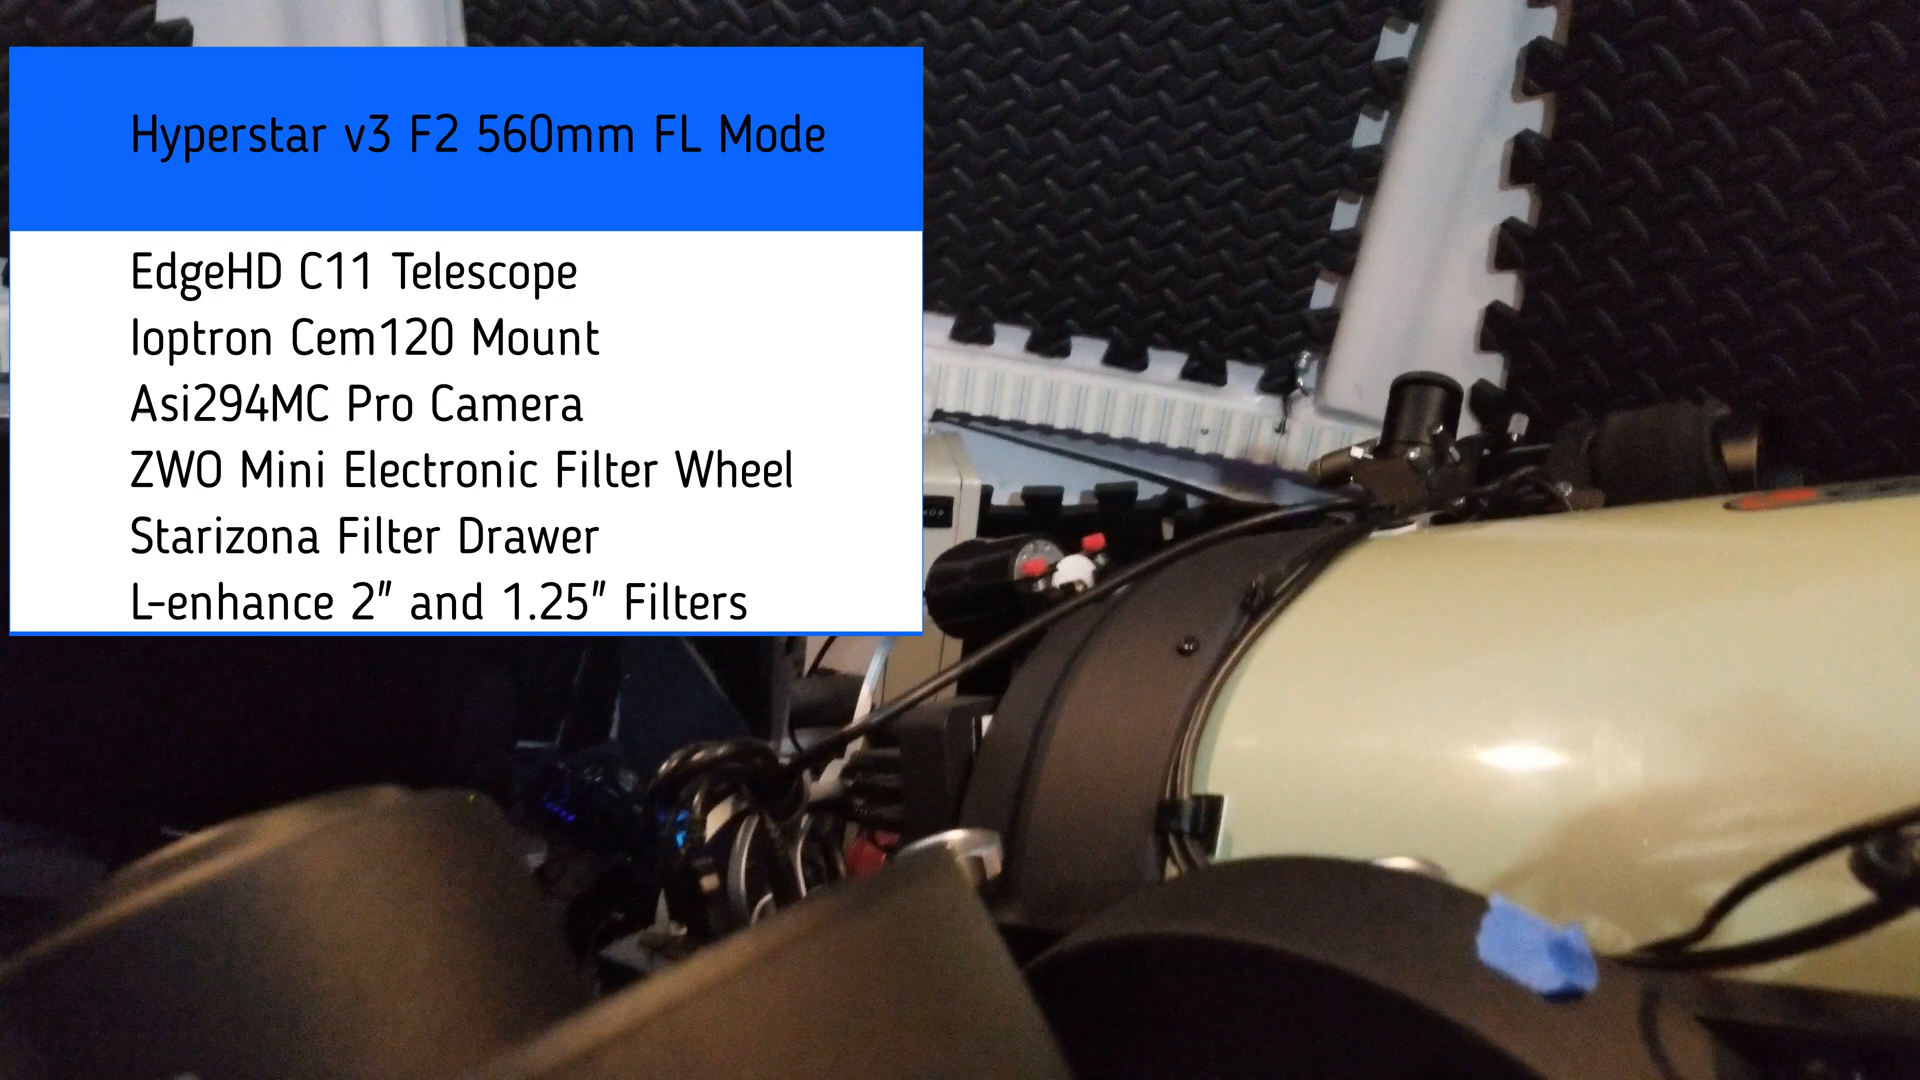 Hyperstar v3 F2 560mm FL Mode
EdgeHD C11 Telescope
Ioptron Cem120 Mount
Asi294MC Pro Camera
ZWO Mini Electronic Filter Wheel
Starizona Filter Drawer
L-enhance 2" and 1.25" Filters